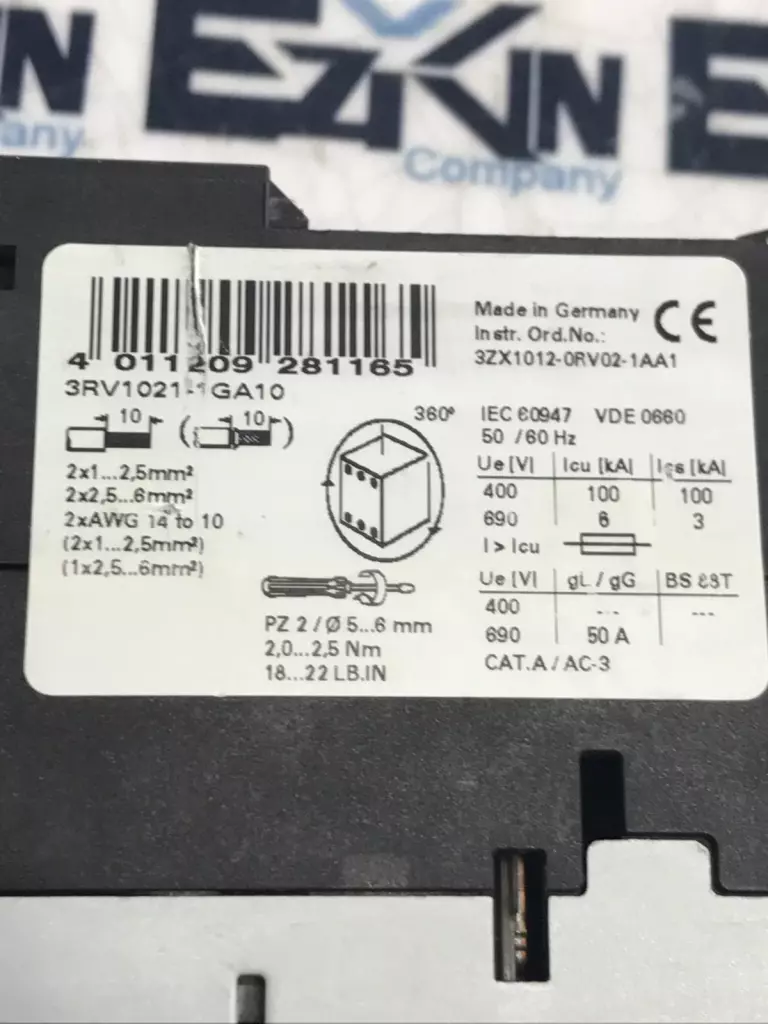 EZKIN
Company
Made in Germany
Instr. Ord.No.:
3ZX1012-0RV02-1AA1
CE
4 011209 281165
3RV1021-1GA10
10
(10)
2x1...2,5mm²
2x2,5...6mm²
2xAWG 14 to 10
(2x1...2,5mm²)
(1x2,5...6mm²)
360°
PZ 2 / Ø 5...6 mm
2,0...2,5 Nm
18...22 LB.IN
IEC 60947 VDE 0660
50 / 60 Hz
Ue [V] Icu [kA] Ics [kA]
400 100 100
690 6 3
I > Icu
Ue [V] gL / gG BS 88T
400 --- ---
690 50 A
CAT.A / AC-3